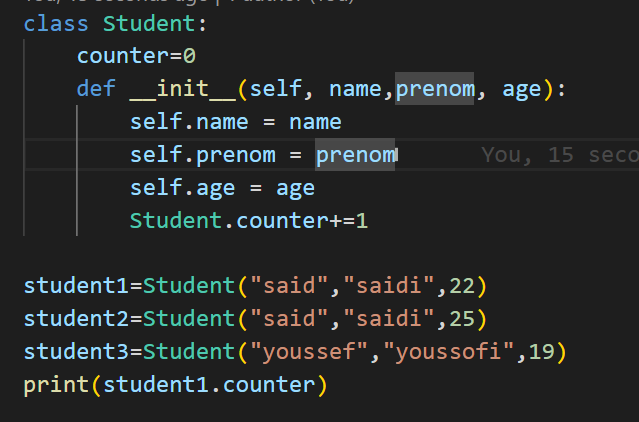 class Student:
    counter=0
    def __init__(self, name,prenom, age):
        self.name = name
        self.prenom = prenom    You, 15 seco
        self.age = age
        Student.counter+=1

student1=Student("said","saidi",22)
student2=Student("said","saidi",25)
student3=Student("youssef","youssofi",19)
print(student1.counter)